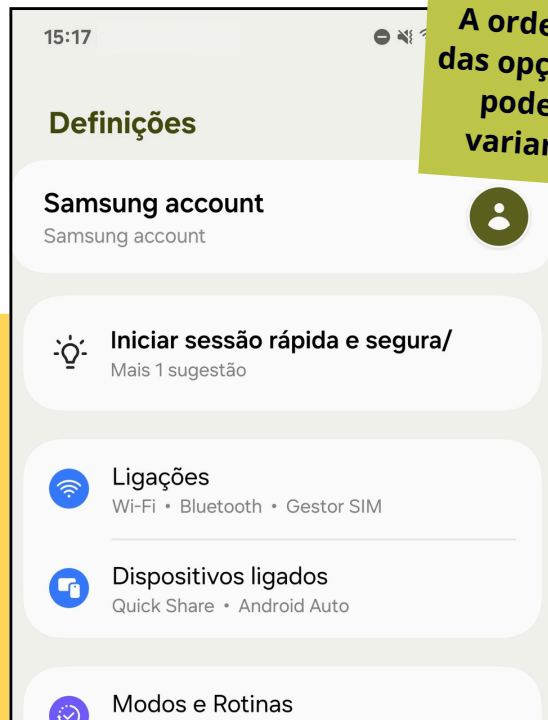 15:17
A orde
das opç
pode
varian
Definições
Samsung account
Samsung account
Iniciar sessão rápida e segura/
Mais 1 sugestão
Ligações
Wi-Fi • Bluetooth • Gestor SIM
Dispositivos ligados
Quick Share • Android Auto
Modos e Rotinas